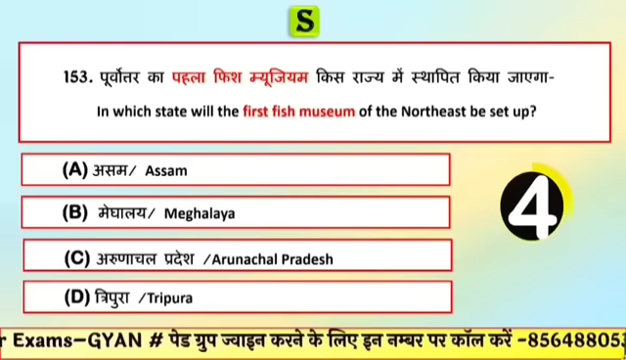 S
153. पूर्वोत्तर का पहला फिश म्यूजियम किस राज्य में स्थापित किया जाएगा-
In which state will the first fish museum of the Northeast be set up?
(A) असम/ Assam
(B) मेघालय/ Meghalaya
4
(C) अरुणाचल प्रदेश /Arunachal Pradesh
(D) त्रिपुरा /Tripura
r Exams-GYAN # पेड ग्रुप ज्वाइन करने के लिए इन नम्बर पर कॉल करें -85648805